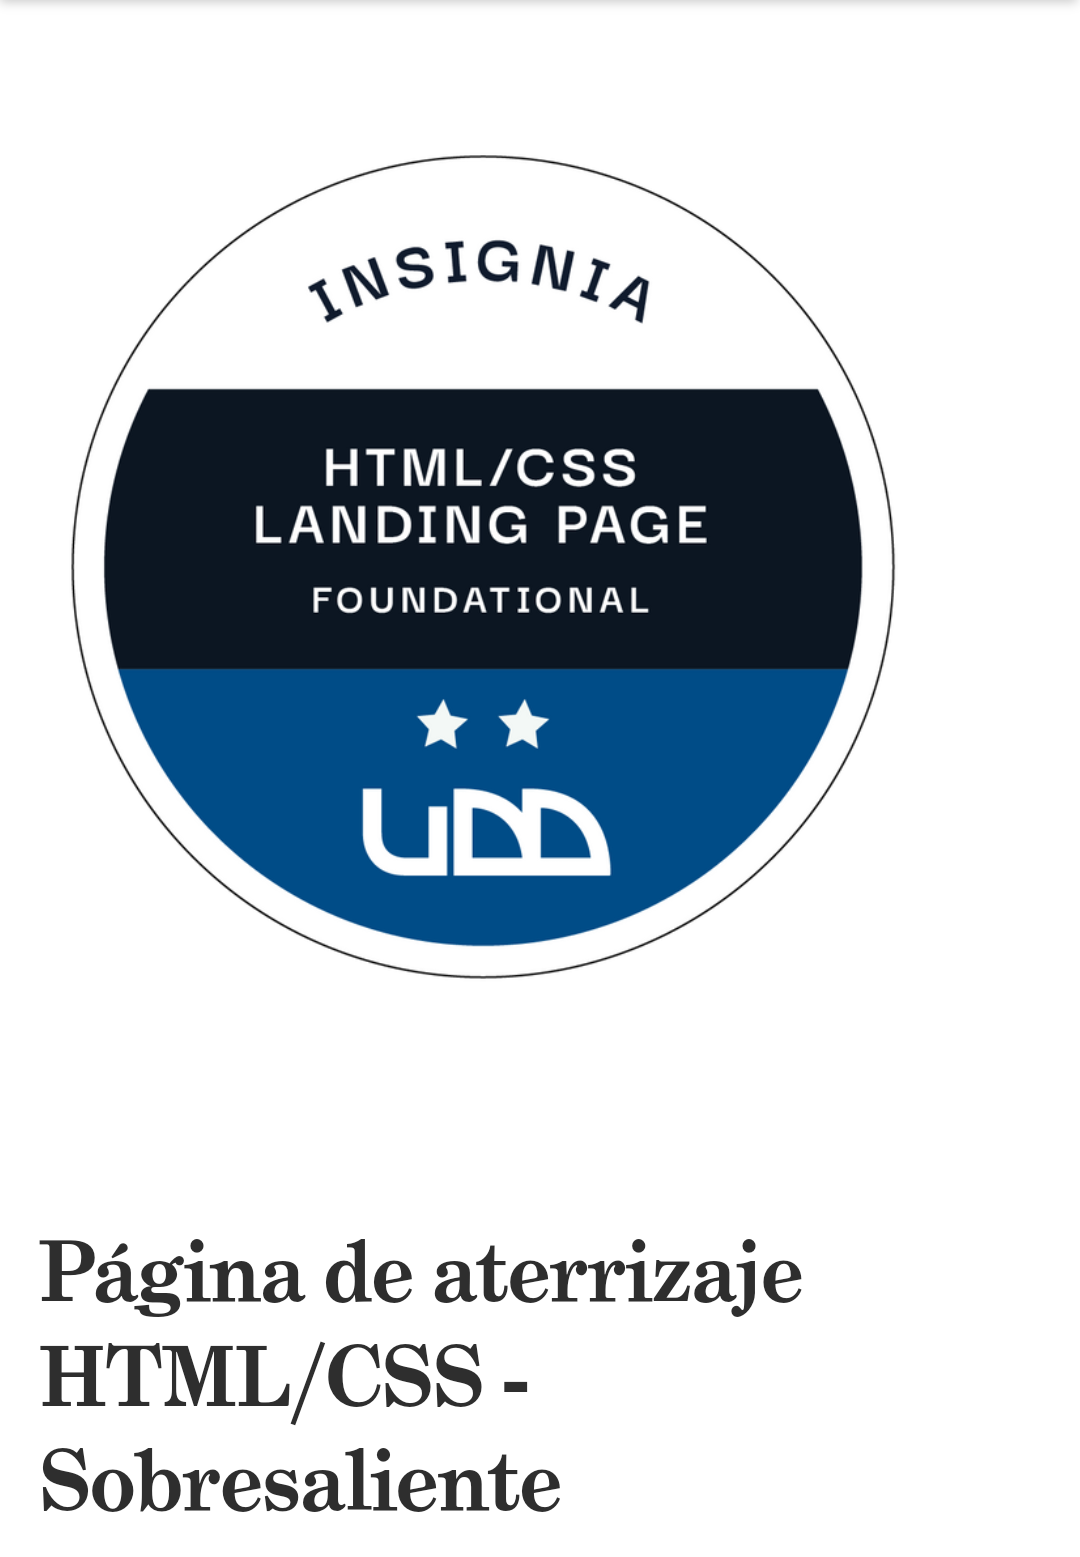 INSIGNIA
HTML/CSS
LANDING PAGE
FOUNDATIONAL
UDD
Página de aterrizaje
HTML/CSS -
Sobresaliente